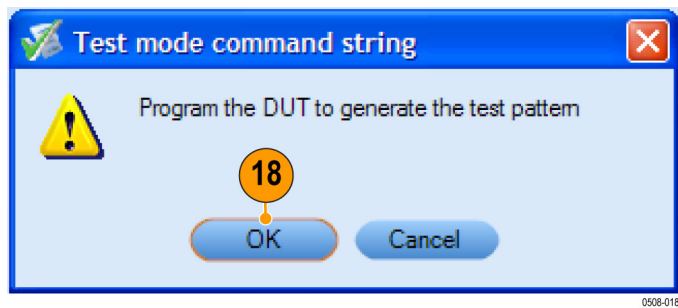 Test mode command string
Program the DUT to generate the test pattern
18
OK
Cancel
0508-018